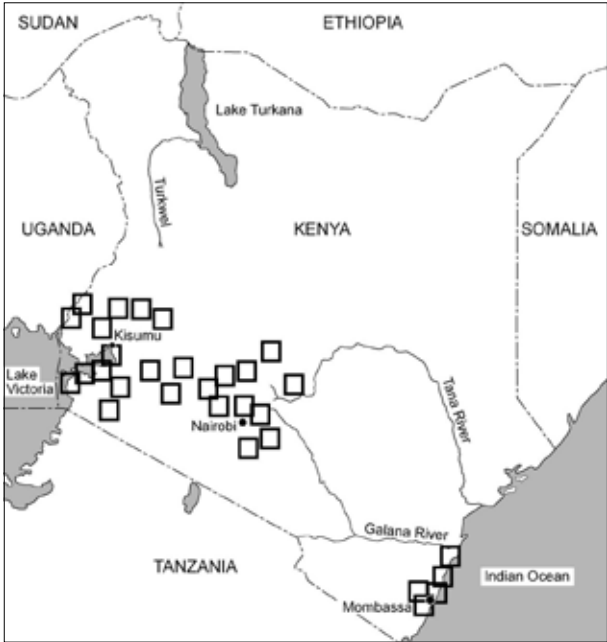 SUDAN
ETHIOPIA
Lake Turkana
Turkwel
UGANDA
KENYA
SOMALIA
Kisumu
Lake
Victoria
Tana River
Nairobi
Galana River
TANZANIA
Indian Ocean
Mombassa